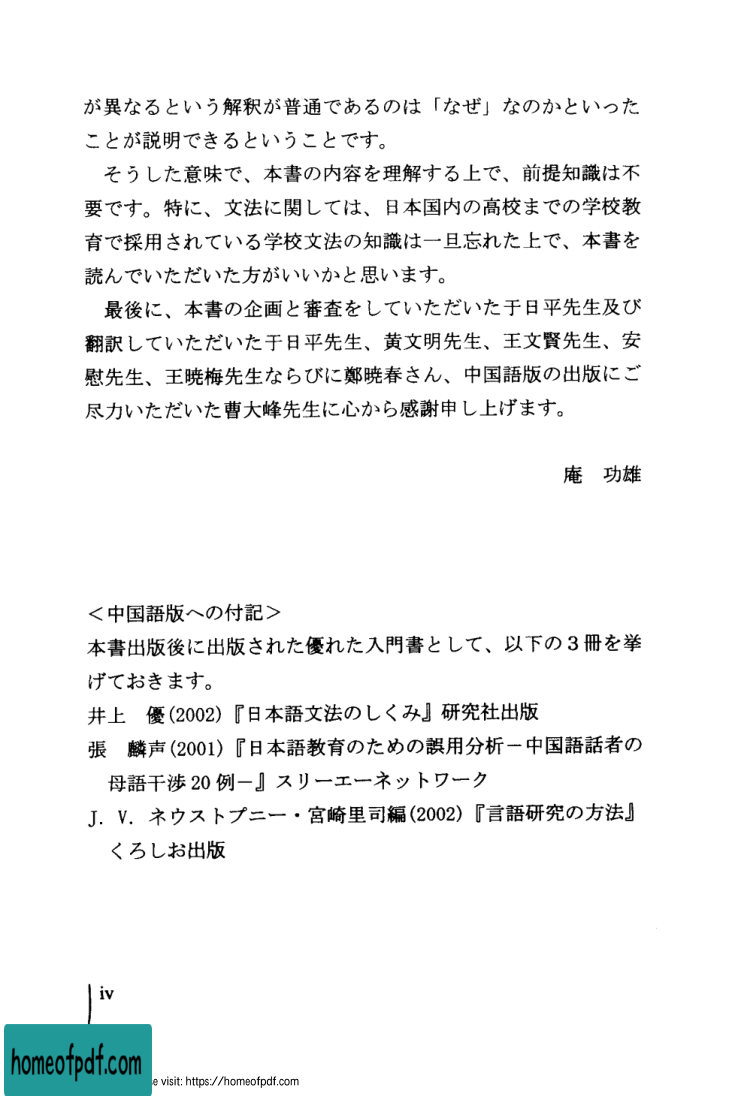 が異なるという解釈が普通であるのは「なぜ」なのかといった
ことが説明できるということです。
そうした意味で、本書の内容を理解する上で、前提知識は不
要です。特に、文法に関しては、日本国内の高校までの学校教
育で採用されている学校文法の知識は一旦忘れた上で、本書を
読んでいただいた方がいいかと思います。
最後に、本書の企画と審査をしていただいた于日平先生及び
翻訳していただいた于日平先生、黄文明先生、王文賢先生、安
慰先生、王暁梅先生ならびに鄭暁春さん、中国語版の出版にご
尽力いただいた曹大峰先生に心から感謝申し上げます。
庵　功雄
＜中国語版への付記＞
本書出版後に出版された優れた入門書として、以下の３冊を挙
げておきます。
井上　優(2002)『日本語文法のしくみ』研究社出版
張　麟声(2001)『日本語教育のための誤用分析－中国語話者の
母語干渉 20 例－』スリーエーネットワーク
J. V. ネウストプニー・宮崎里司編(2002)『言語研究の方法』
くろしお出版
iv
homeofpdf.com
e visit: https://homeofpdf.com